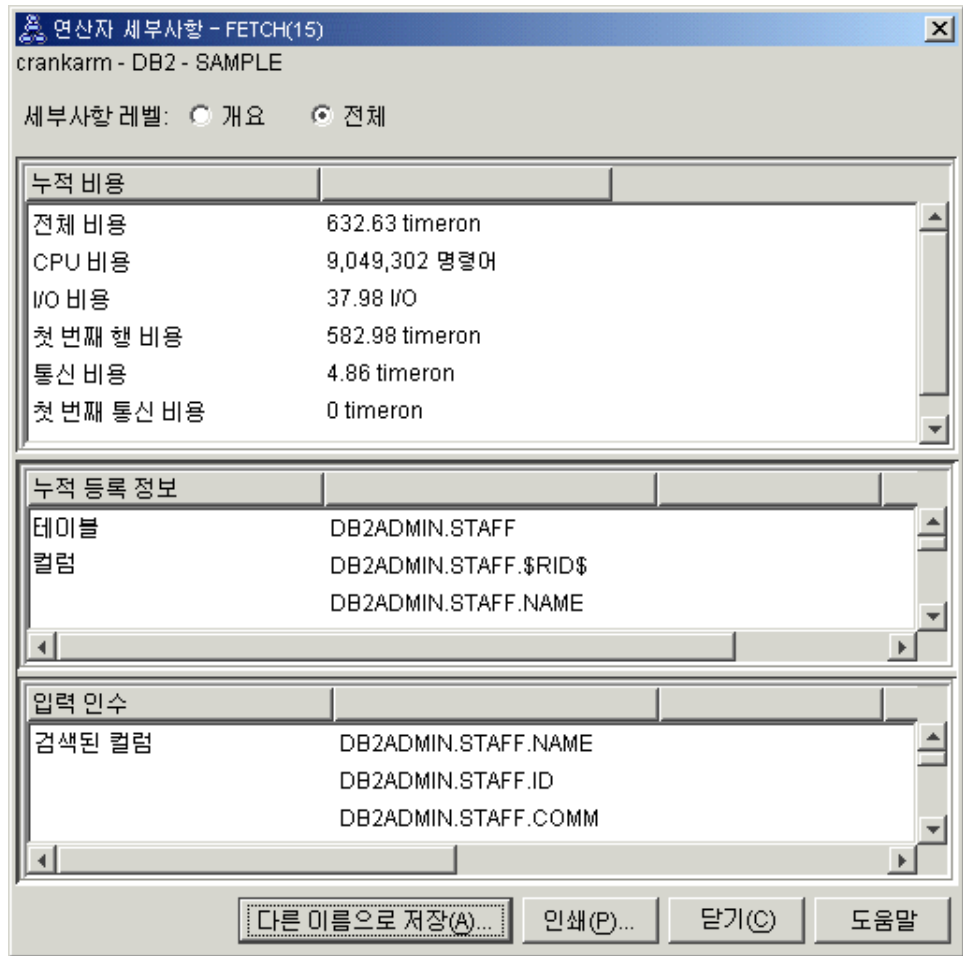 연산자 세부사항 - FETCH(15)
crankarm - DB2 - SAMPLE
세부사항 레벨: 개요 전체
누적 비용
전체 비용 632.63 timeron
CPU 비용 9,049,302 명령어
I/O 비용 37.98 I/O
첫 번째 행 비용 582.98 timeron
통신 비용 4.86 timeron
첫 번째 통신 비용 0 timeron
누적 등록 정보
테이블 DB2ADMIN.STAFF
컬럼 DB2ADMIN.STAFF.$RID$
DB2ADMIN.STAFF.NAME
입력 인수
검색된 컬럼 DB2ADMIN.STAFF.NAME
DB2ADMIN.STAFF.ID
DB2ADMIN.STAFF.COMM
다른 이름으로 저장(A)... 인쇄(P)... 닫기(C) 도움말